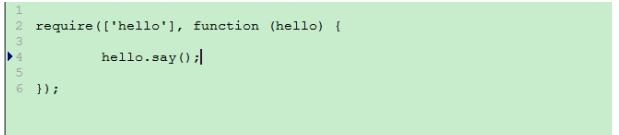 1
2 require(['hello'], function (hello) {
3
4 hello.say();
5
6 });